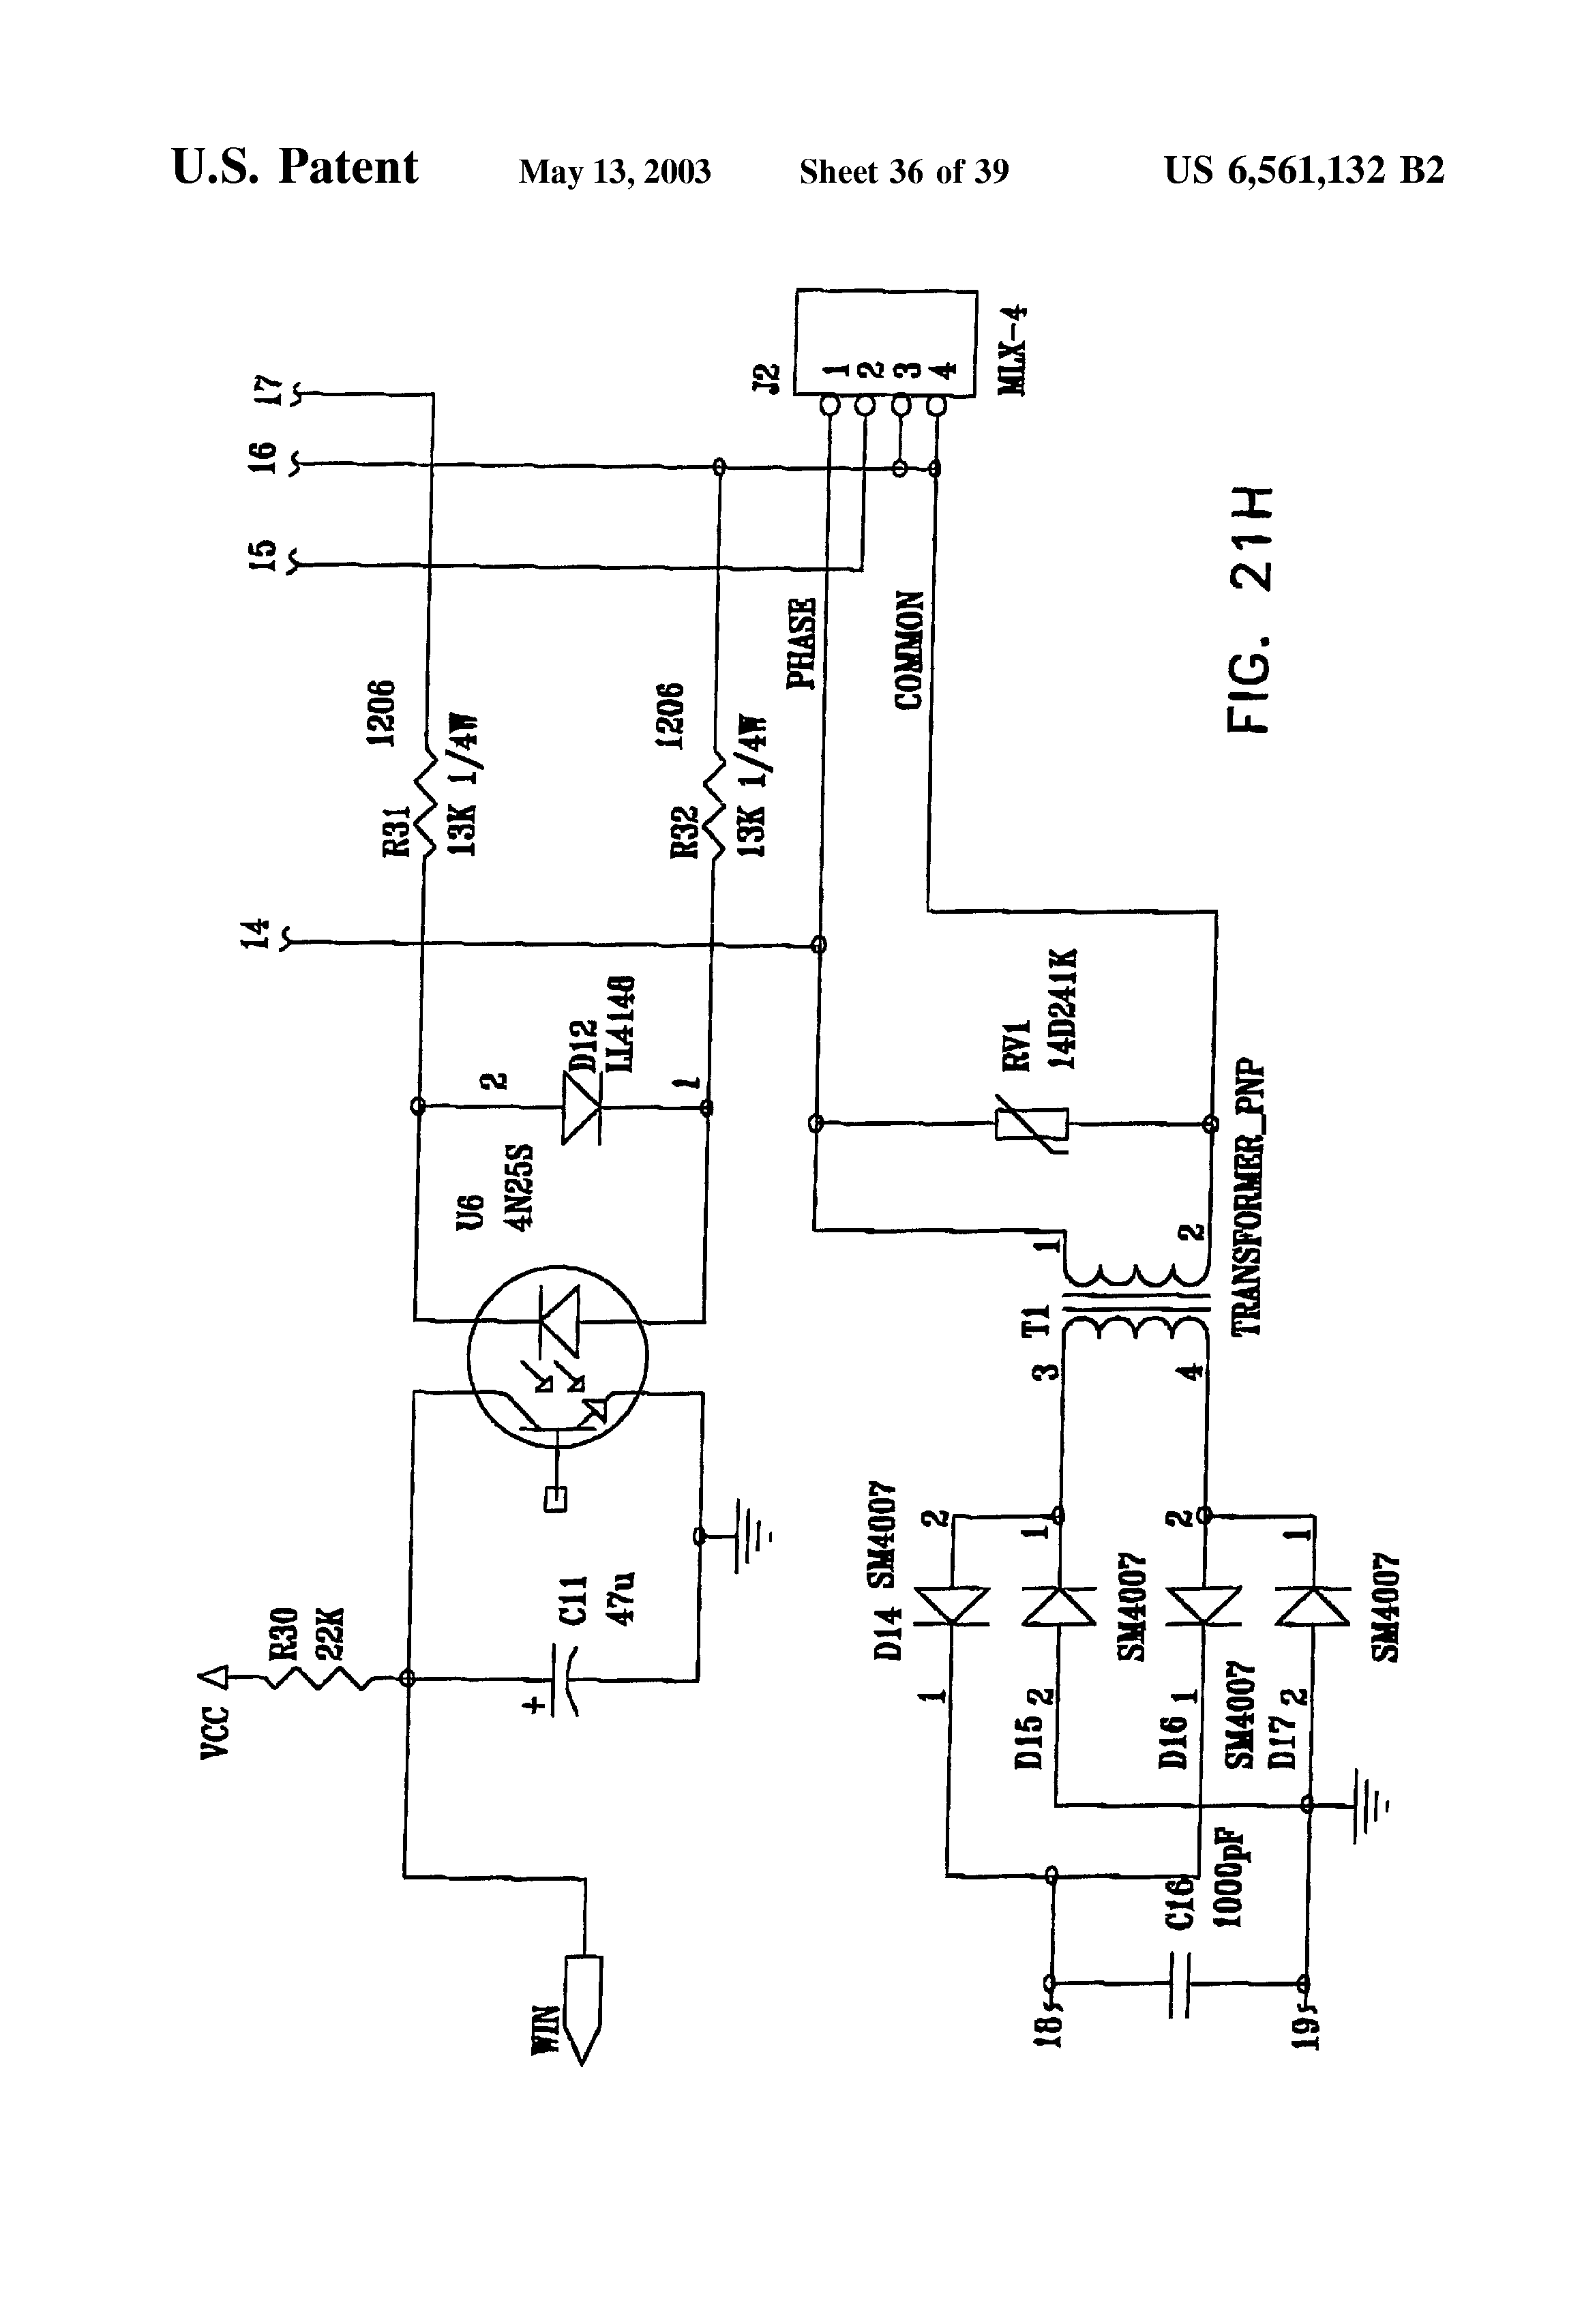 U.S. Patent May 13, 2003 Sheet 36 of 39 US 6,561,132 B2
17
16
15
14
J2
1
2
3
4
MLX-4
1206
R31
13K 1/4W
1206
R32
13K 1/4W
PHASE
COMMON
2
D12
LL4148
1
U6
4N25S
RV1
14D241K
1
2
T1
TRANSFORMER_PNP
3
4
VCC
R30
22K
+
C11
47u
WIN
D14 SM4007
2
1
D15
SM4007
1
2
D16
SM4007
2
1
D17
SM4007
1
2
C16
1000pF
18
19
FIG. 21H